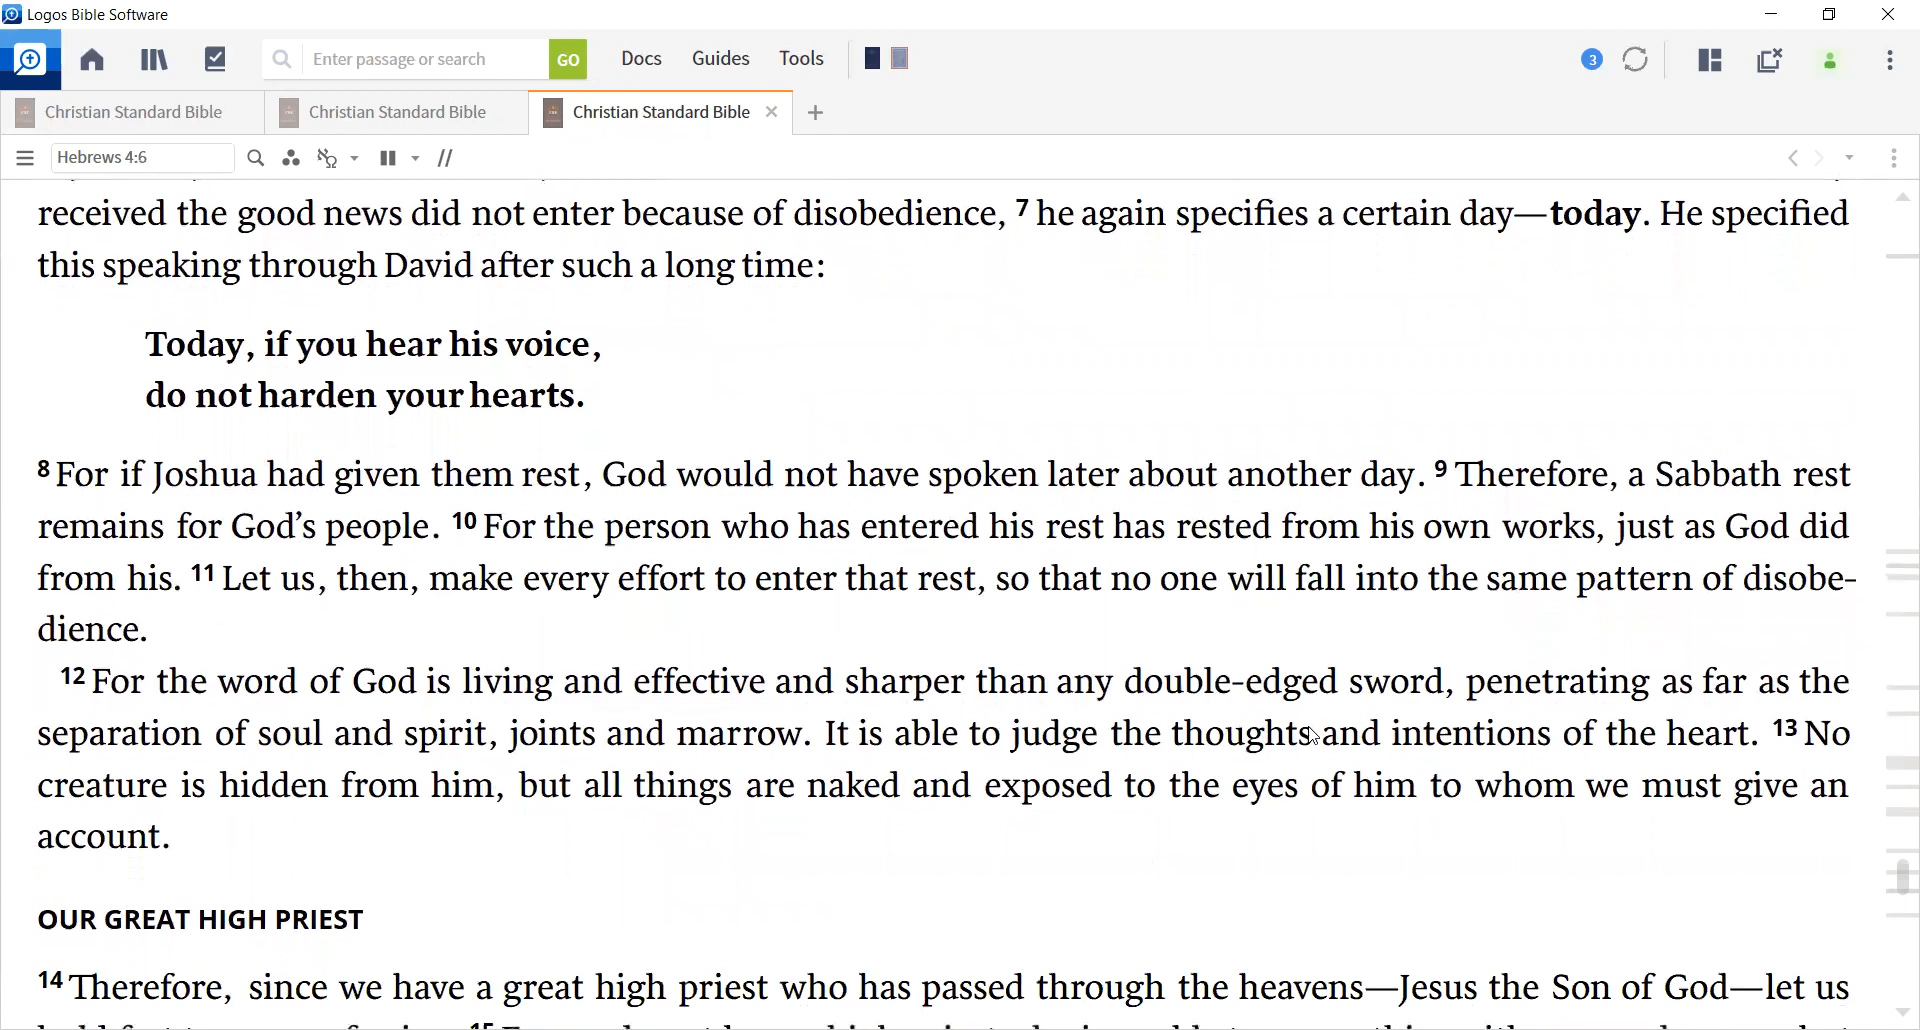 Logos Bible Software
Enter passage or search GO Docs Guides Tools 3
Christian Standard Bible Christian Standard Bible Christian Standard Bible
Hebrews 4:6
received the good news did not enter because of disobedience, 7 he again specifies a certain day—today. He specified
this speaking through David after such a long time:
Today, if you hear his voice,
do not harden your hearts.
8 For if Joshua had given them rest, God would not have spoken later about another day. 9 Therefore, a Sabbath rest
remains for God’s people. 10 For the person who has entered his rest has rested from his own works, just as God did
from his. 11 Let us, then, make every effort to enter that rest, so that no one will fall into the same pattern of disobe-
dience.
12 For the word of God is living and effective and sharper than any double-edged sword, penetrating as far as the
separation of soul and spirit, joints and marrow. It is able to judge the thoughts and intentions of the heart. 13 No
creature is hidden from him, but all things are naked and exposed to the eyes of him to whom we must give an
account.
OUR GREAT HIGH PRIEST
14 Therefore, since we have a great high priest who has passed through the heavens—Jesus the Son of God—let us